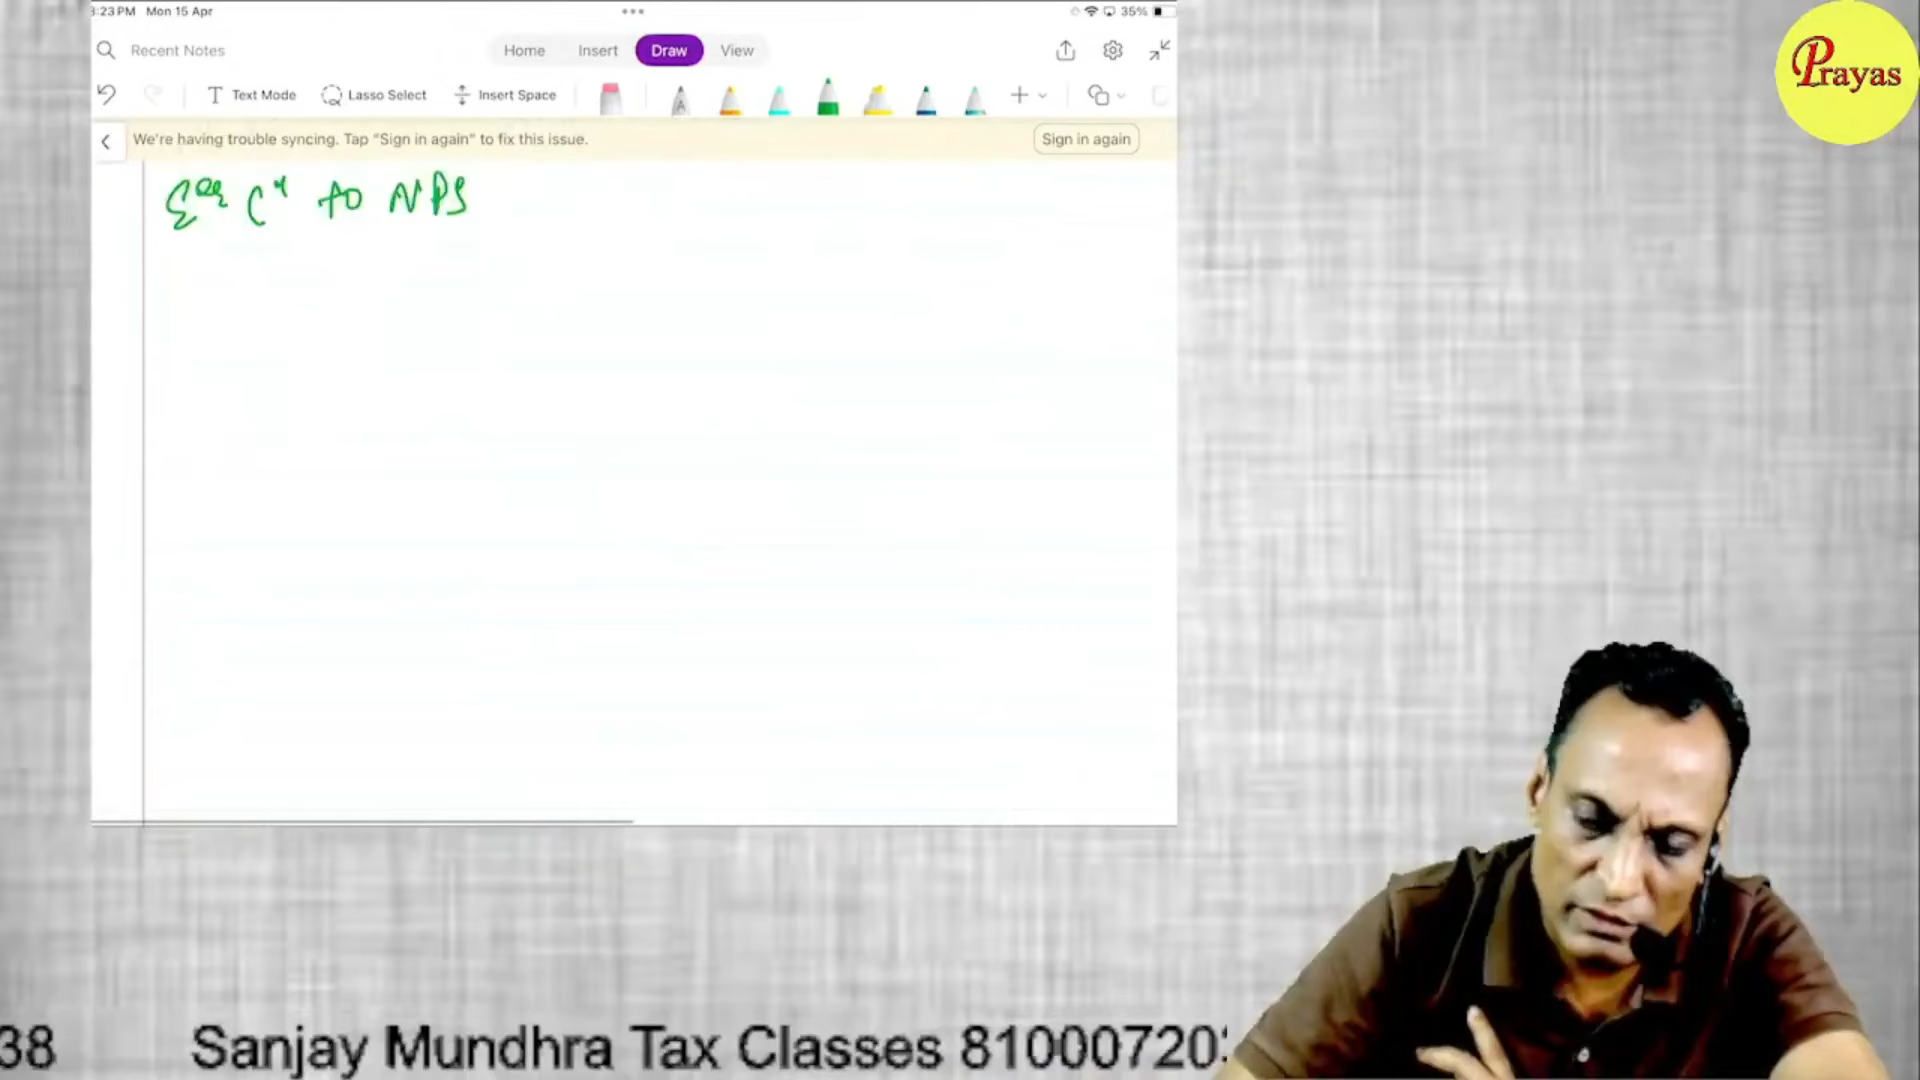 :23 PM Mon 15 Apr
35%
Recent Notes
Home Insert Draw View
Text Mode Lasso Select Insert Space
We're having trouble syncing. Tap "Sign in again" to fix this issue.
Sign in again
to NPS
Prayas
38 Sanjay Mundhra Tax Classes 81000720